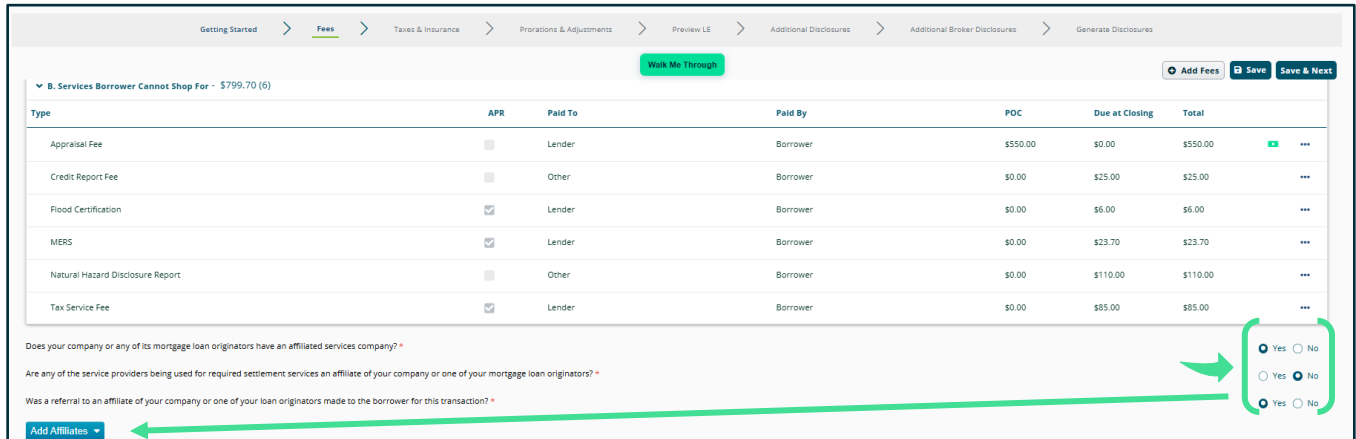 Getting Started Fees Taxes & Insurance Prorations & Adjustments Preview LE Additional Disclosures Additional Broker Disclosures Generate Disclosures
Walk Me Through
Add Fees Save Save & Next
B. Services Borrower Cannot Shop For - $799.70 (6)
Type APR Paid To Paid By POC Due at Closing Total
Appraisal Fee Lender Borrower $550.00 $0.00 $550.00
Credit Report Fee Other Borrower $0.00 $25.00 $25.00
Flood Certification Lender Borrower $0.00 $6.00 $6.00
MERS Lender Borrower $0.00 $23.70 $23.70
Natural Hazard Disclosure Report Other Borrower $0.00 $110.00 $110.00
Tax Service Fee Lender Borrower $0.00 $85.00 $85.00
Does your company or any of its mortgage loan originators have an affiliated services company? * Yes No
Are any of the service providers being used for required settlement services an affiliate of your company or one of your mortgage loan originators? * Yes No
Was a referral to an affiliate of your company or one of your loan originators made to the borrower for this transaction? * Yes No
Add Affiliates